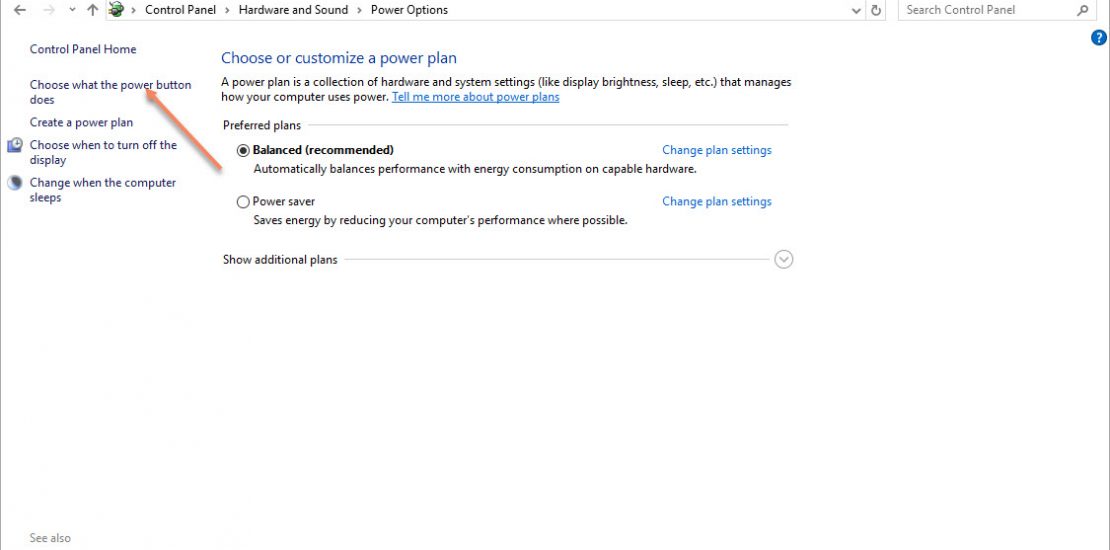 Control Panel > Hardware and Sound > Power Options
Search Control Panel
?
Control Panel Home
Choose what the power button
does
Create a power plan
Choose when to turn off the
display
Change when the computer
sleeps
Choose or customize a power plan
A power plan is a collection of hardware and system settings (like display brightness, sleep, etc.) that manages
how your computer uses power. Tell me more about power plans
Preferred plans
Balanced (recommended) Change plan settings
Automatically balances performance with energy consumption on capable hardware.
Power saver Change plan settings
Saves energy by reducing your computer's performance where possible.
Show additional plans
See also